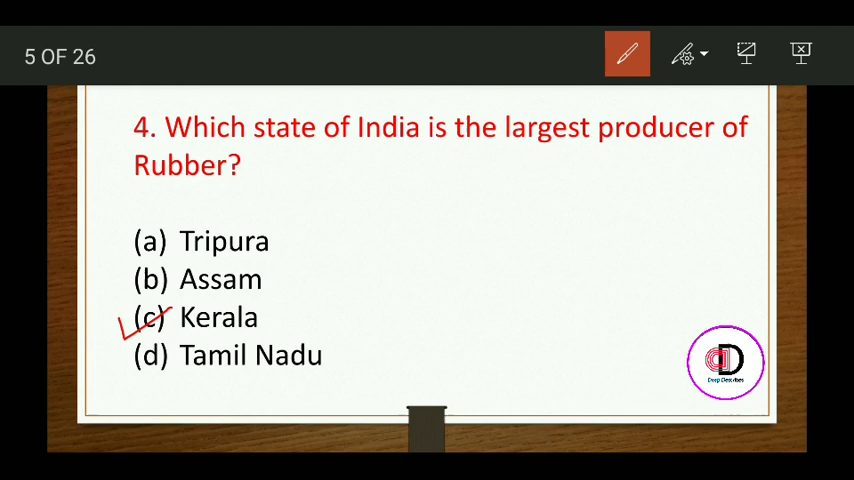 5 OF 26
4. Which state of India is the largest producer of
Rubber?
(a) Tripura
(b) Assam
(c) Kerala
(d) Tamil Nadu
D
Deep Describes